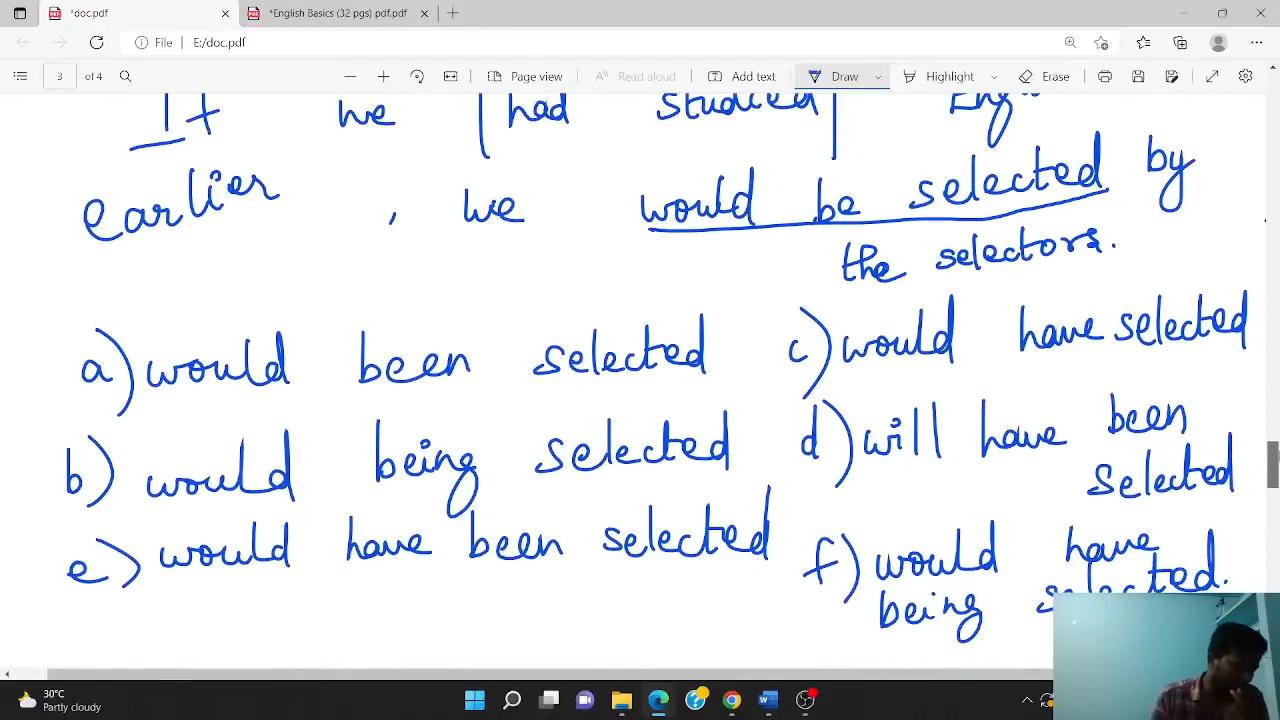 *doc.pdf
*English Basics (32 pgs) pdf.pdf
File E:/doc.pdf
3 of 4
Page view
Read aloud
Add text
Draw
Highlight
Erase
If we had studied
earlier , we would be selected by
the selectors.
a) would been selected
c) would have selected
b) would being selected
d) will have been
selected
e) would have been selected
f) would have
being selected.
30°C
Partly cloudy